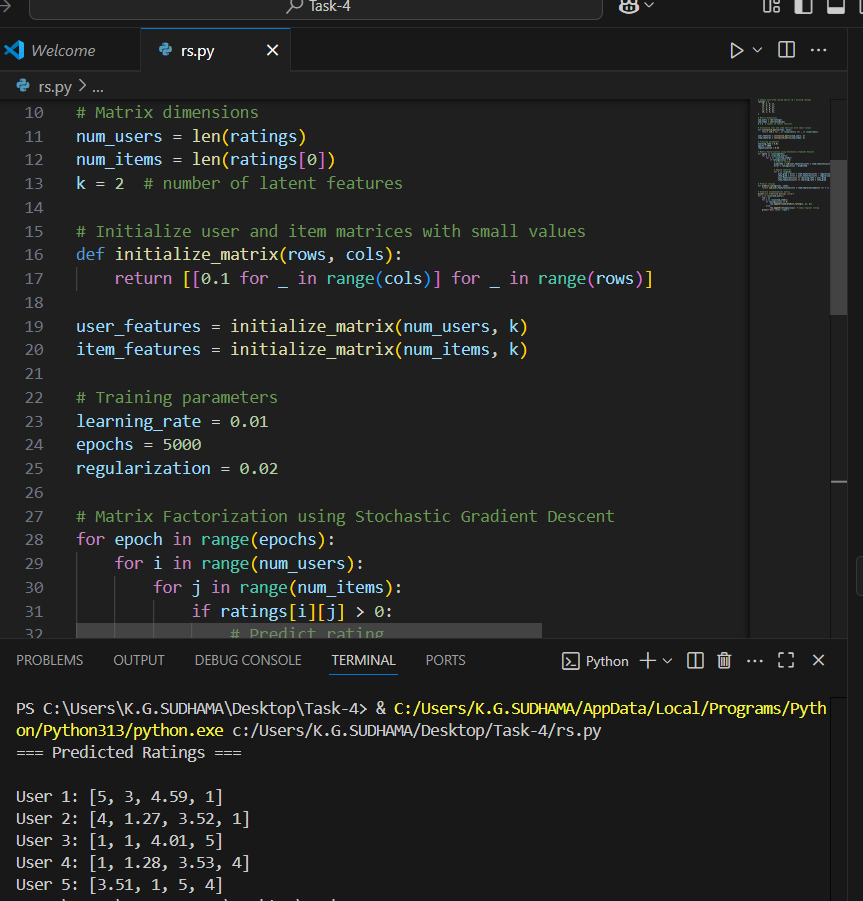 Task-4
Welcome
rs.py
rs.py > ...
10 # Matrix dimensions
11 num_users = len(ratings)
12 num_items = len(ratings[0])
13 k = 2  # number of latent features
14
15 # Initialize user and item matrices with small values
16 def initialize_matrix(rows, cols):
17     return [[0.1 for _ in range(cols)] for _ in range(rows)]
18
19 user_features = initialize_matrix(num_users, k)
20 item_features = initialize_matrix(num_items, k)
21
22 # Training parameters
23 learning_rate = 0.01
24 epochs = 5000
25 regularization = 0.02
26
27 # Matrix Factorization using Stochastic Gradient Descent
28 for epoch in range(epochs):
29     for i in range(num_users):
30         for j in range(num_items):
31             if ratings[i][j] > 0:
32                 # Predict rating
PROBLEMS OUTPUT DEBUG CONSOLE TERMINAL PORTS Python
PS C:\Users\K.G.SUDHAMA\Desktop\Task-4> & C:/Users/K.G.SUDHAMA/AppData/Local/Programs/Pyth
on/Python313/python.exe c:/Users/K.G.SUDHAMA/Desktop/Task-4/rs.py
=== Predicted Ratings ===
User 1: [5, 3, 4.59, 1]
User 2: [4, 1.27, 3.52, 1]
User 3: [1, 1, 4.01, 5]
User 4: [1, 1.28, 3.53, 4]
User 5: [3.51, 1, 5, 4]